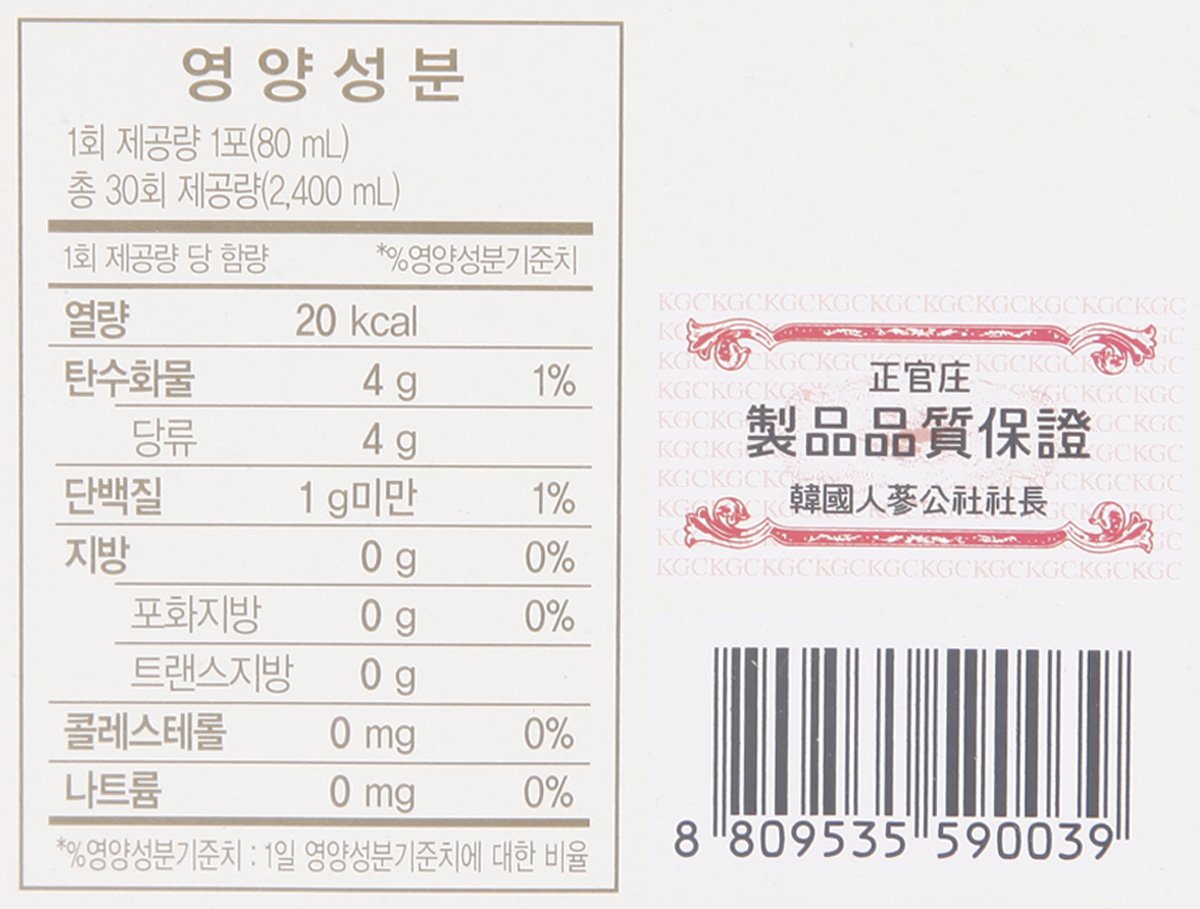 영양성분
1회 제공량 1포(80 mL)
총 30회 제공량(2,400 mL)
1회 제공량 당 함량 *%영양성분기준치
열량 20 kcal
탄수화물 4 g 1%
당류 4 g
단백질 1 g미만 1%
지방 0 g 0%
포화지방 0 g 0%
트랜스지방 0 g
콜레스테롤 0 mg 0%
나트륨 0 mg 0%
*%영양성분기준치 : 1일 영양성분기준치에 대한 비율
KGCKGCKGCKGCKGCKGCKGCKGCKGCKGC
正官庄
製品品質保證
韓國人蔘公社社長
KGCKGCKGCKGCKGCKGCKGCKGCKGCKGC
8 809535 590039